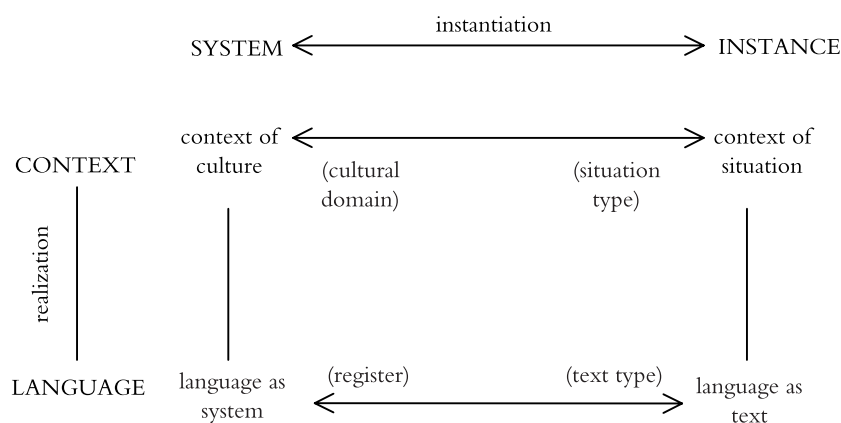 instantiation
SYSTEM
INSTANCE
context of
culture
context of
situation
CONTEXT
(cultural
domain)
(situation
type)
realization
LANGUAGE
language as
system
(register)
(text type)
language as
text